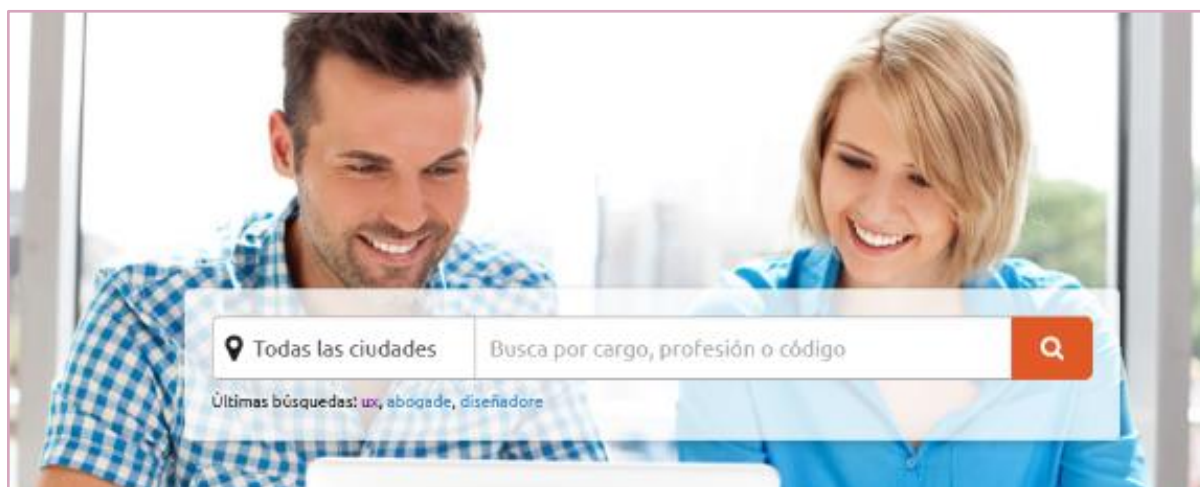 Todas las ciudades
Busca por cargo, profesión o código
Últimas búsquedas: ux, abogade, diseñadore